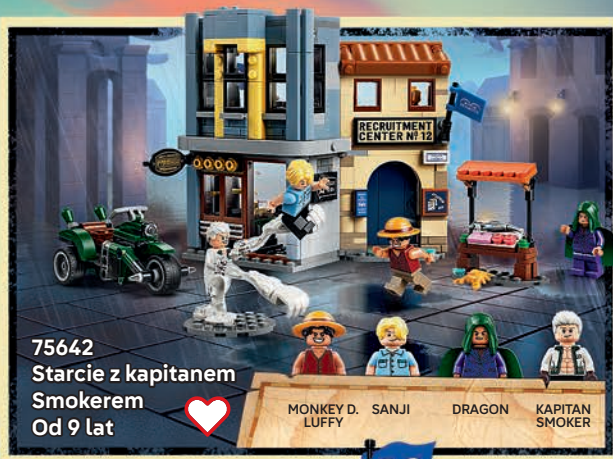 RECRUITMENT
CENTER Nº 12
75642
Starcie z kapitanem
Smokerem
Od 9 lat
MONKEY D.
LUFFY
SANJI
DRAGON
KAPITAN
SMOKER